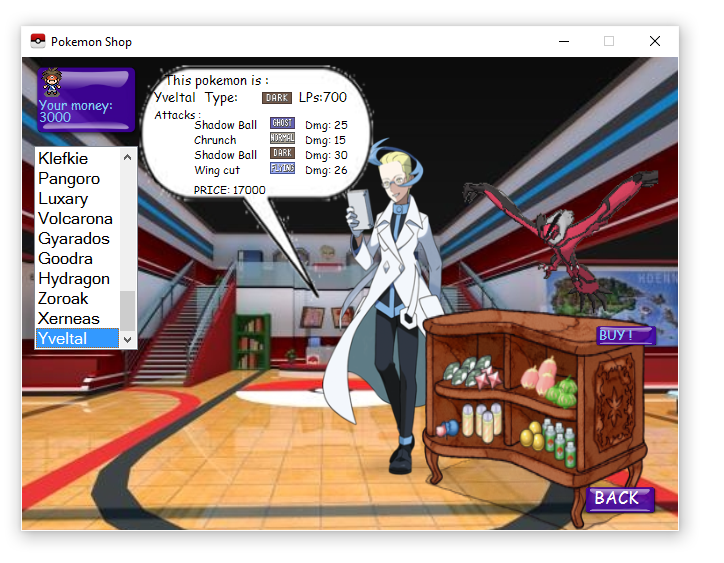 Pokemon Shop
Your money:
3000
This pokemon is :
Yveltal Type: DARK LPs:700
Attacks :
Shadow Ball GHOST Dmg: 25
Chrunch NORMAL Dmg: 15
Shadow Ball DARK Dmg: 30
Wing cut FLYING Dmg: 26
PRICE: 17000
Klefkie
Pangoro
Luxary
Volcarona
Gyarados
Goodra
Hydragon
Zoroak
Xerneas
Yveltal
HOENN
BUY!
BACK